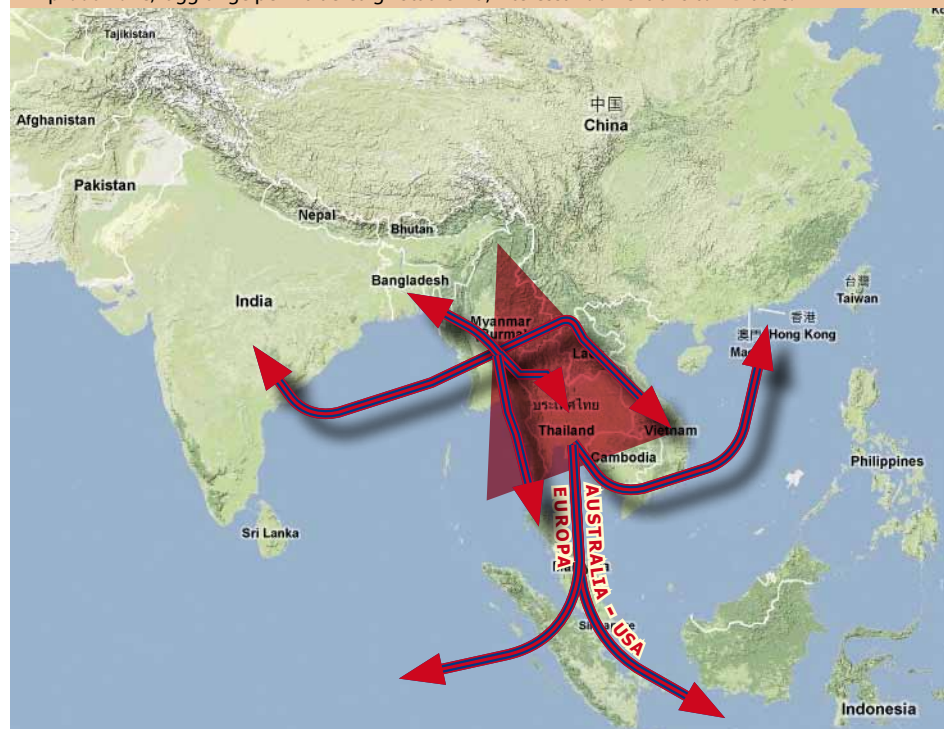 Tajikistan
中国
China
Afghanistan
Pakistan
Nepal
Bhutan
Bangladesh
India
台灣
Taiwan
香港
Hong Kong
Myanmar
ประเทศไทย
Thailand
Vietnam
Cambodia
Philippines
Sri Lanka
EUROPA
AUSTRALIA - USA
Indonesia